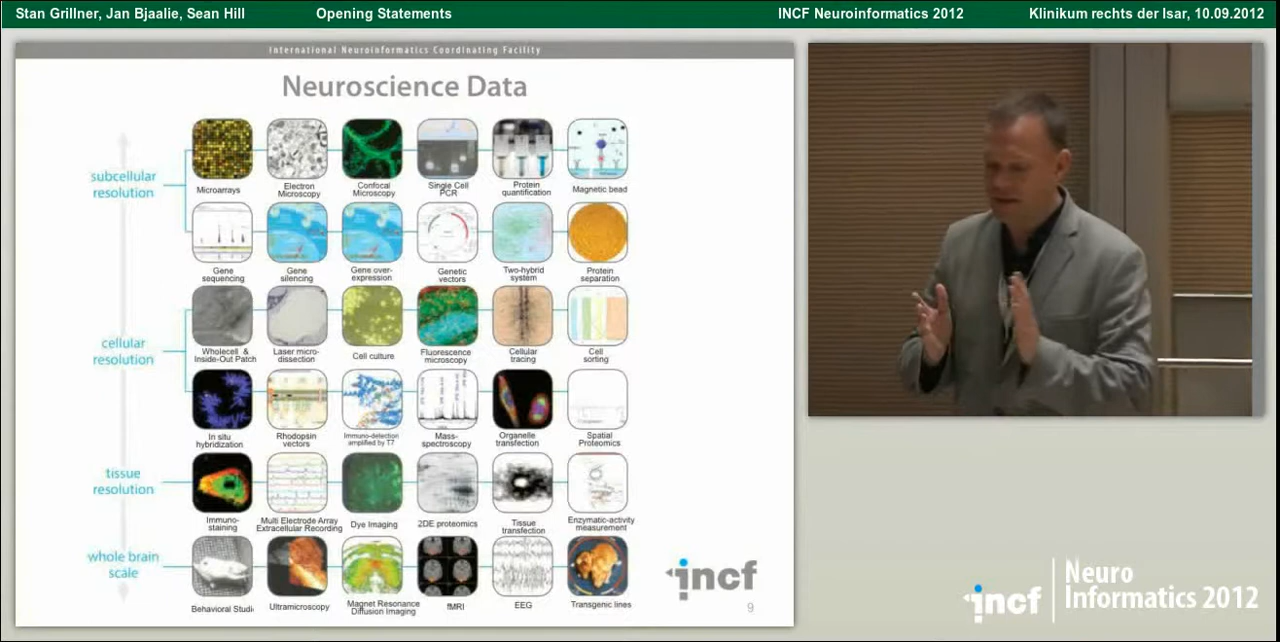 Stan Grillner, Jan Bjaalie, Sean Hill
Opening Statements
INCF Neuroinformatics 2012
Klinikum rechts der Isar, 10.09.2012
International Neuroinformatics Coordinating Facility
Neuroscience Data
subcellular
resolution
Microarrays
Electron
Microscopy
Confocal
Microscopy
Single Cell
PCR
Protein
quantification
Magnetic bead
Gene
sequencing
Gene
silencing
Gene over-
expression
Genetic
vectors
Two-hybrid
system
Protein
separation
cellular
resolution
Wholecell &
Inside-Out Patch
Laser micro-
dissection
Cell culture
Fluorescence
microscopy
Cellular
tracing
Cell
sorting
In situ
hybridization
Rhodopsin
vectors
Immuno-detection
amplified by T7
Mass-
spectroscopy
Organelle
transfection
Spatial
Proteomics
tissue
resolution
Immuno-
staining
Multi Electrode Array
Extracellular Recording
Dye Imaging
2DE proteomics
Tissue
transfection
Enzymatic-activity
measurement
whole brain
scale
Behavioral Studi
Ultramicroscopy
Magnet Resonance
Diffusion Imaging
fMRI
EEG
Transgenic lines
incf
9
incf
Neuro
Informatics 2012